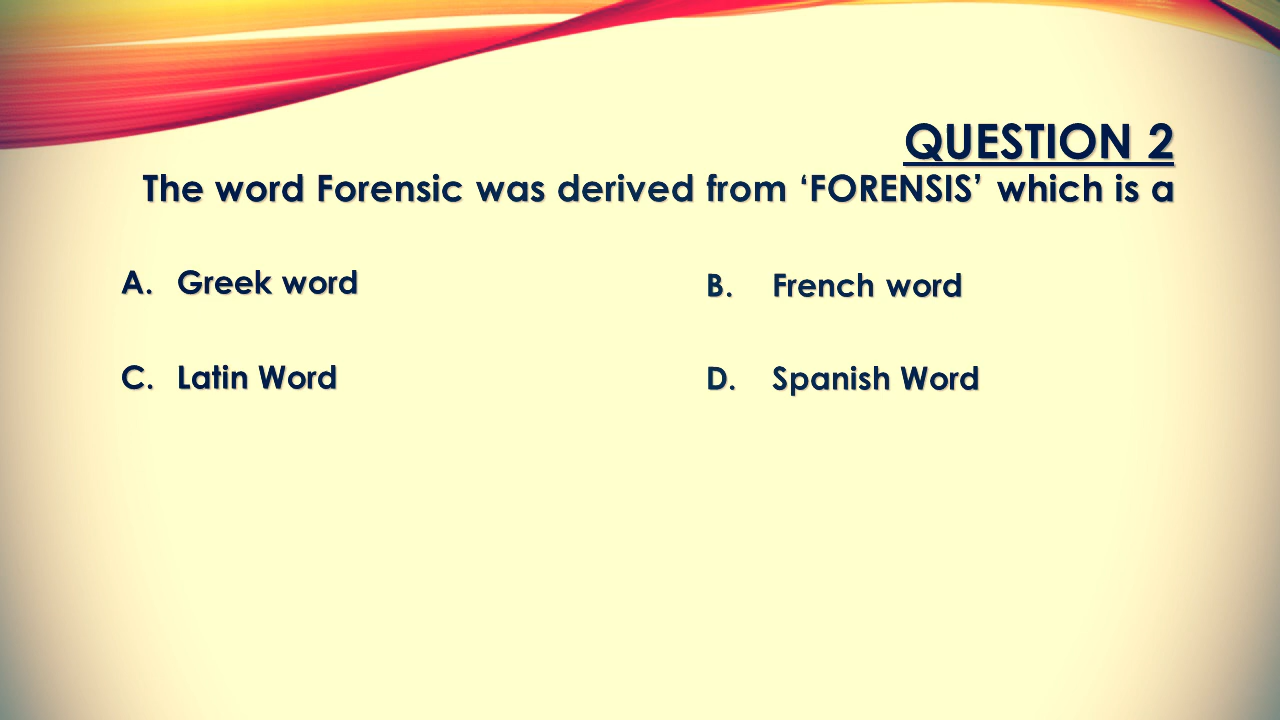 QUESTION 2
The word Forensic was derived from ‘FORENSIS’ which is a
A. Greek word
B. French word
C. Latin Word
D. Spanish Word